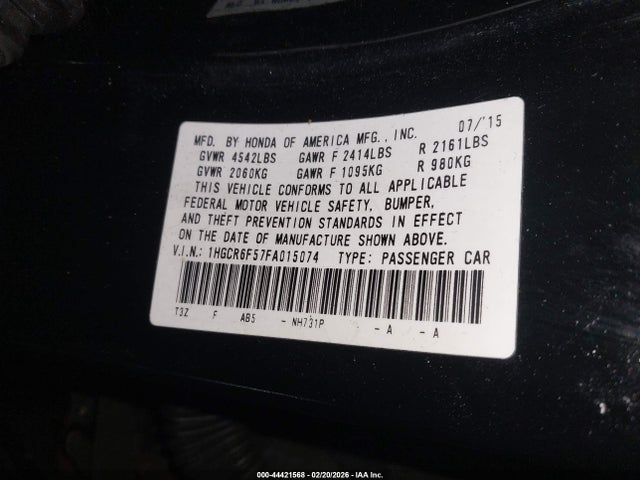 MFD. BY HONDA OF AMERICA MFG., INC. 07/'15
GVWR 4542LBS GAWR F 2414LBS R 2161LBS
GVWR 2060KG GAWR F 1095KG R 980KG
THIS VEHICLE CONFORMS TO ALL APPLICABLE
FEDERAL MOTOR VEHICLE SAFETY, BUMPER,
AND THEFT PREVENTION STANDARDS IN EFFECT
ON THE DATE OF MANUFACTURE SHOWN ABOVE.
V.I.N.: 1HGCR6F57FA015074 TYPE: PASSENGER CAR
T3Z F AB5 - NH731P - A - A
000-44421568 | 02/20/2026 | IAA Inc.